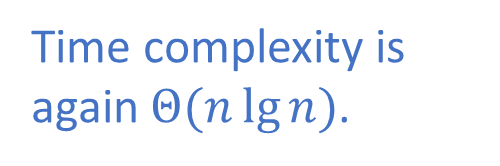 Time complexity is
again Θ(n lg n).